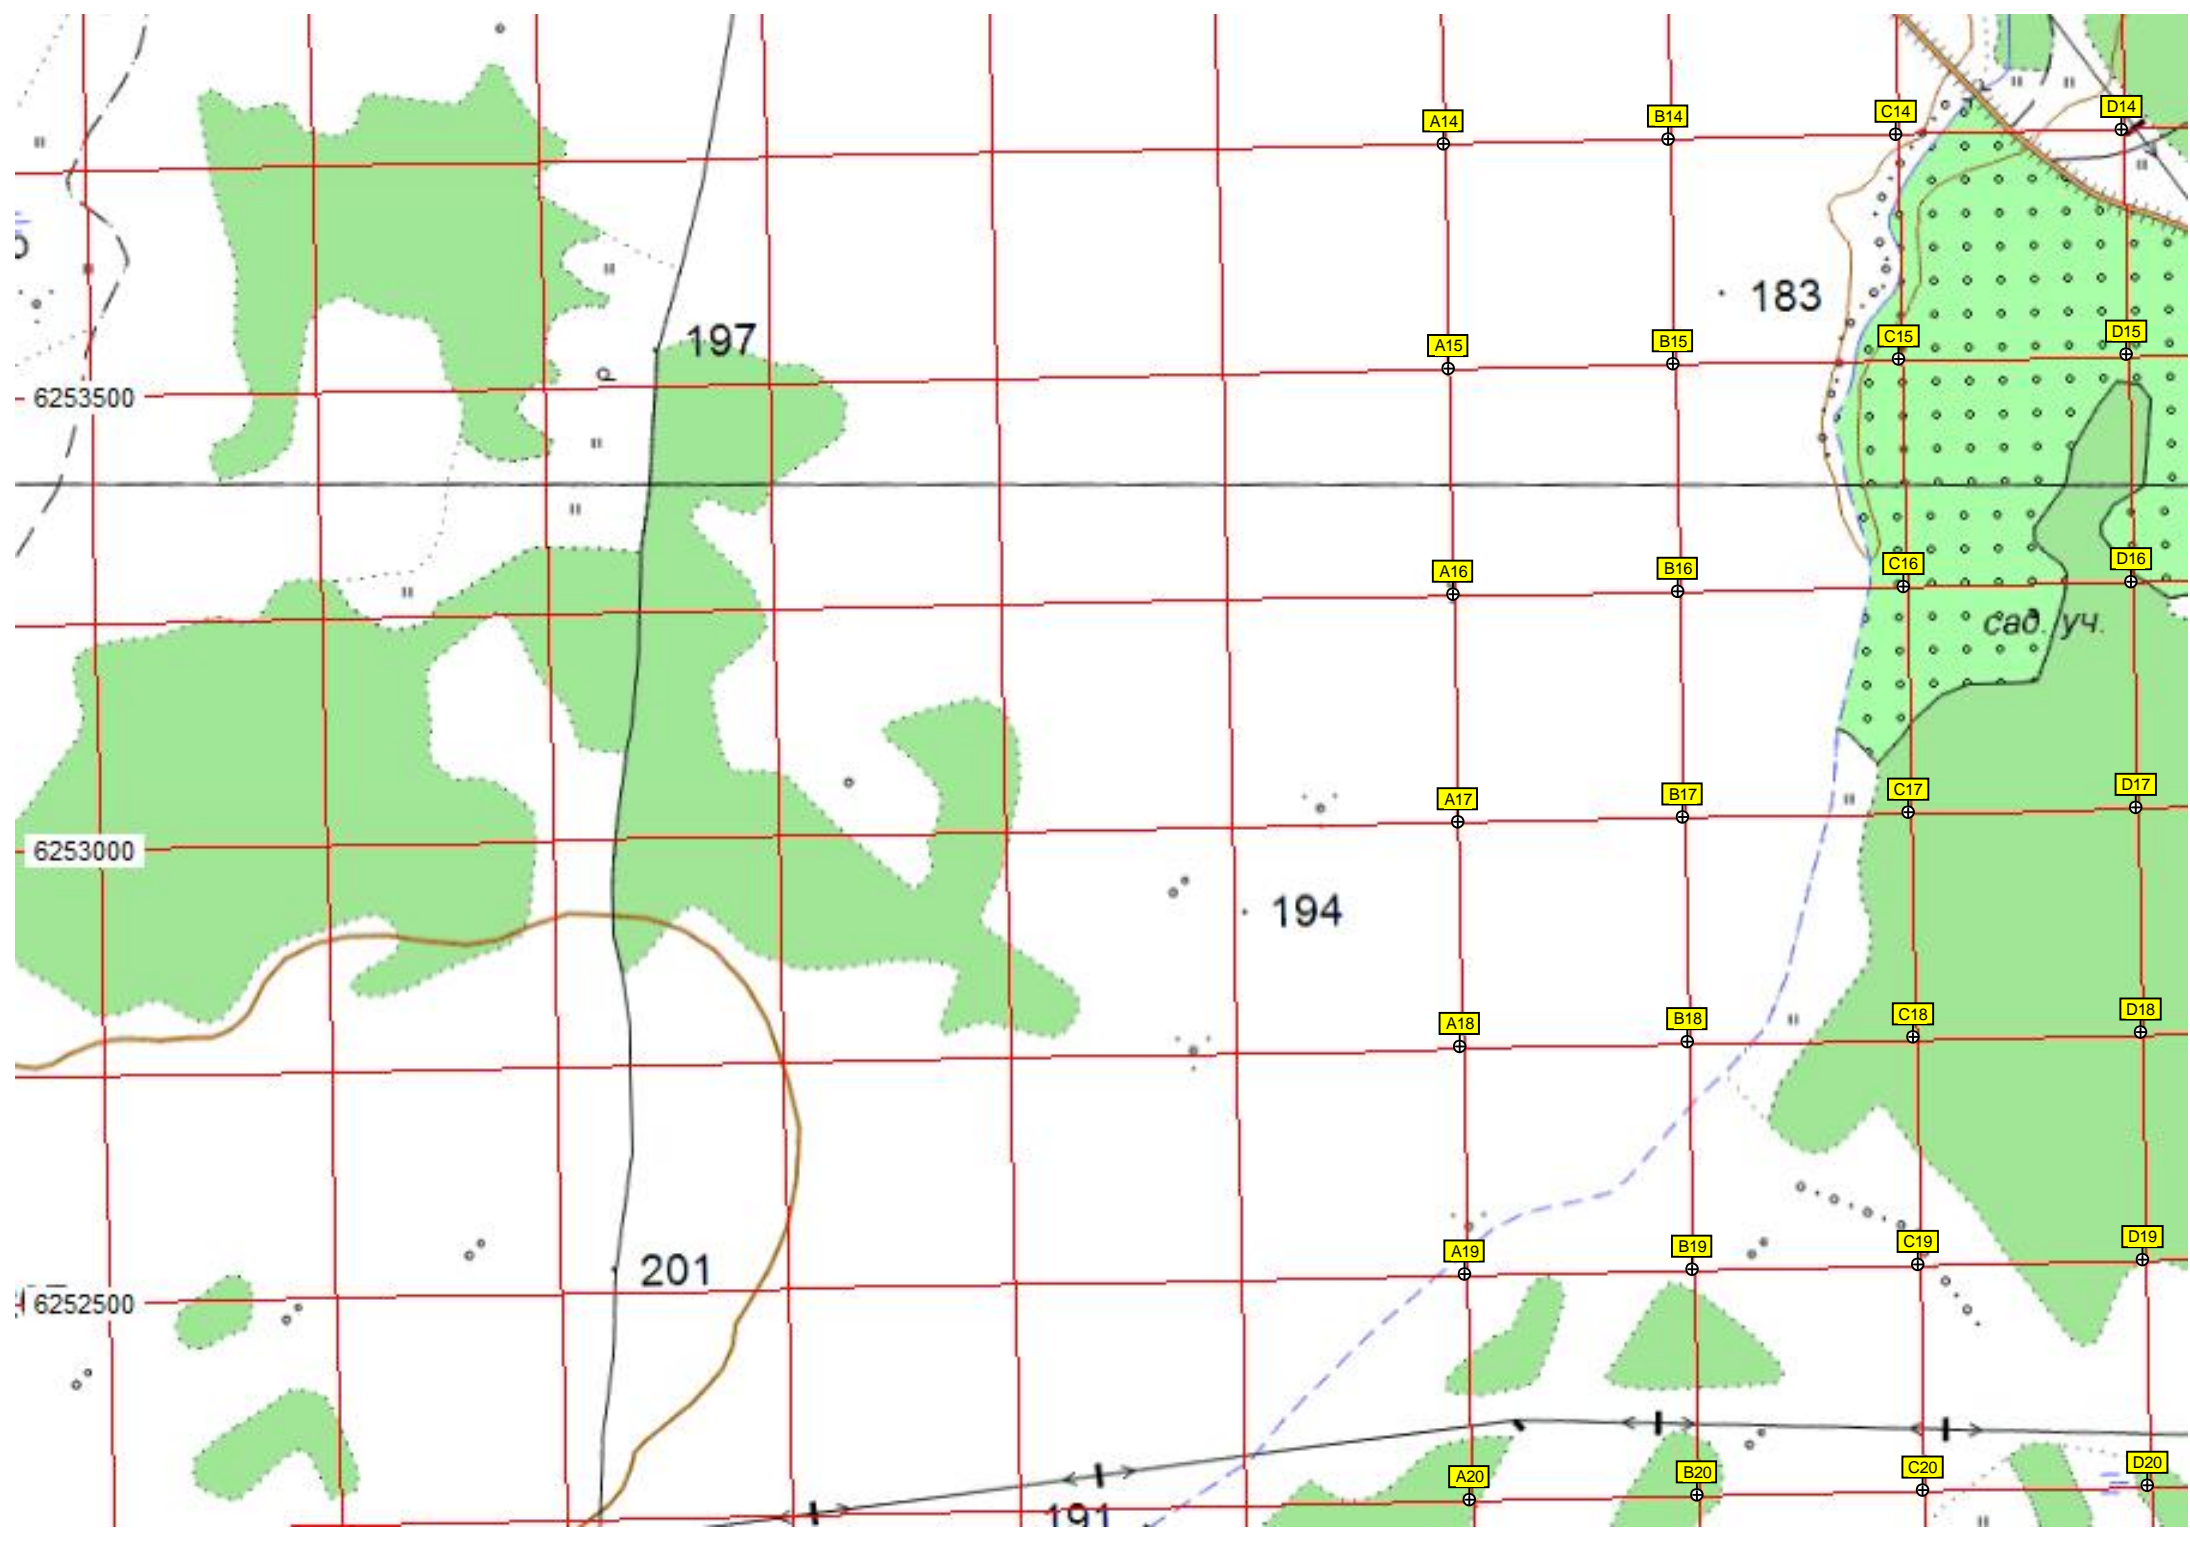 A14 B14 C14 D14
183
197
A15 B15 C15 D15
6253500
A16 B16 C16 D16
сад. уч.
A17 B17 C17 D17
6253000
194
A18 B18 C18 D18
A19 B19 C19 D19
201
6252500
A20 B20 C20 D20
191